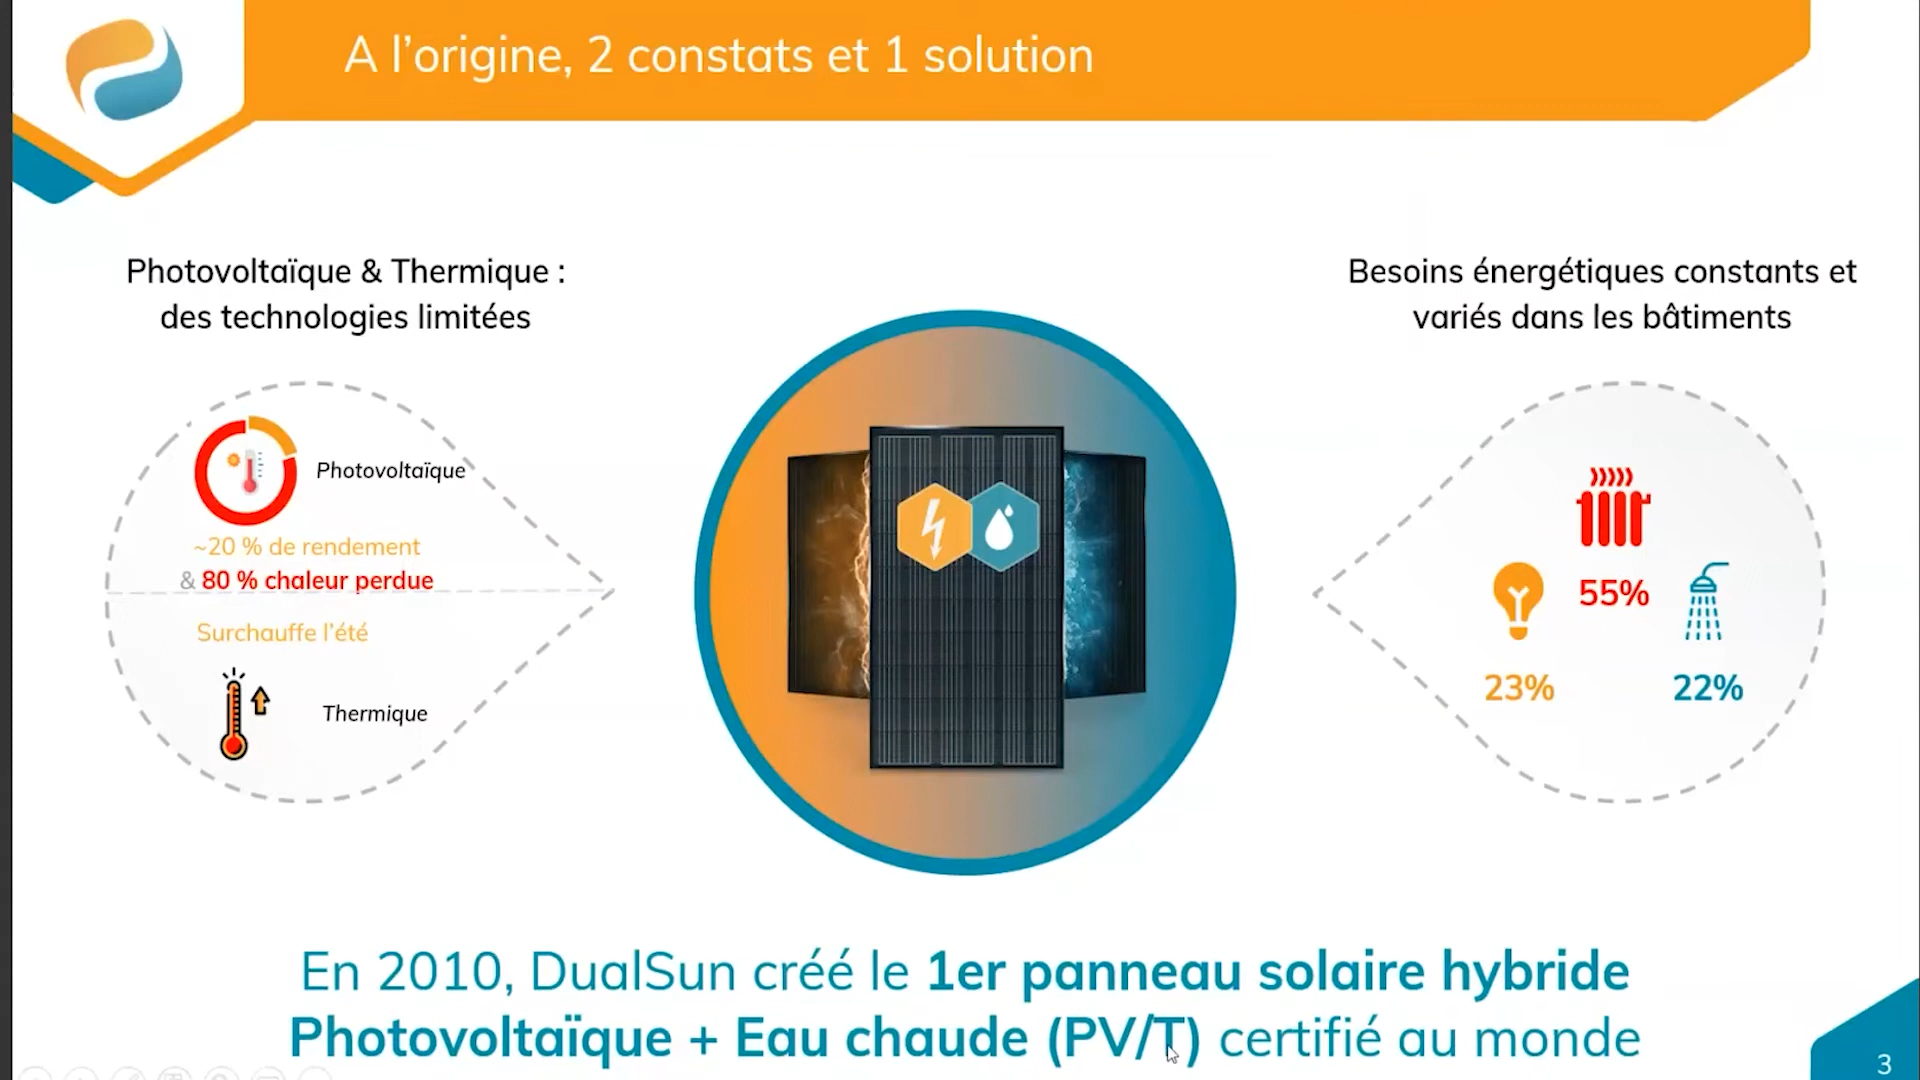 A l’origine, 2 constats et 1 solution
Photovoltaïque & Thermique :
des technologies limitées
Photovoltaïque
~20 % de rendement
& 80 % chaleur perdue
Surchauffe l’été
Thermique
Besoins énergétiques constants et
variés dans les bâtiments
55%
23%
22%
En 2010, DualSun créé le 1er panneau solaire hybride
Photovoltaïque + Eau chaude (PV/T) certifié au monde
3